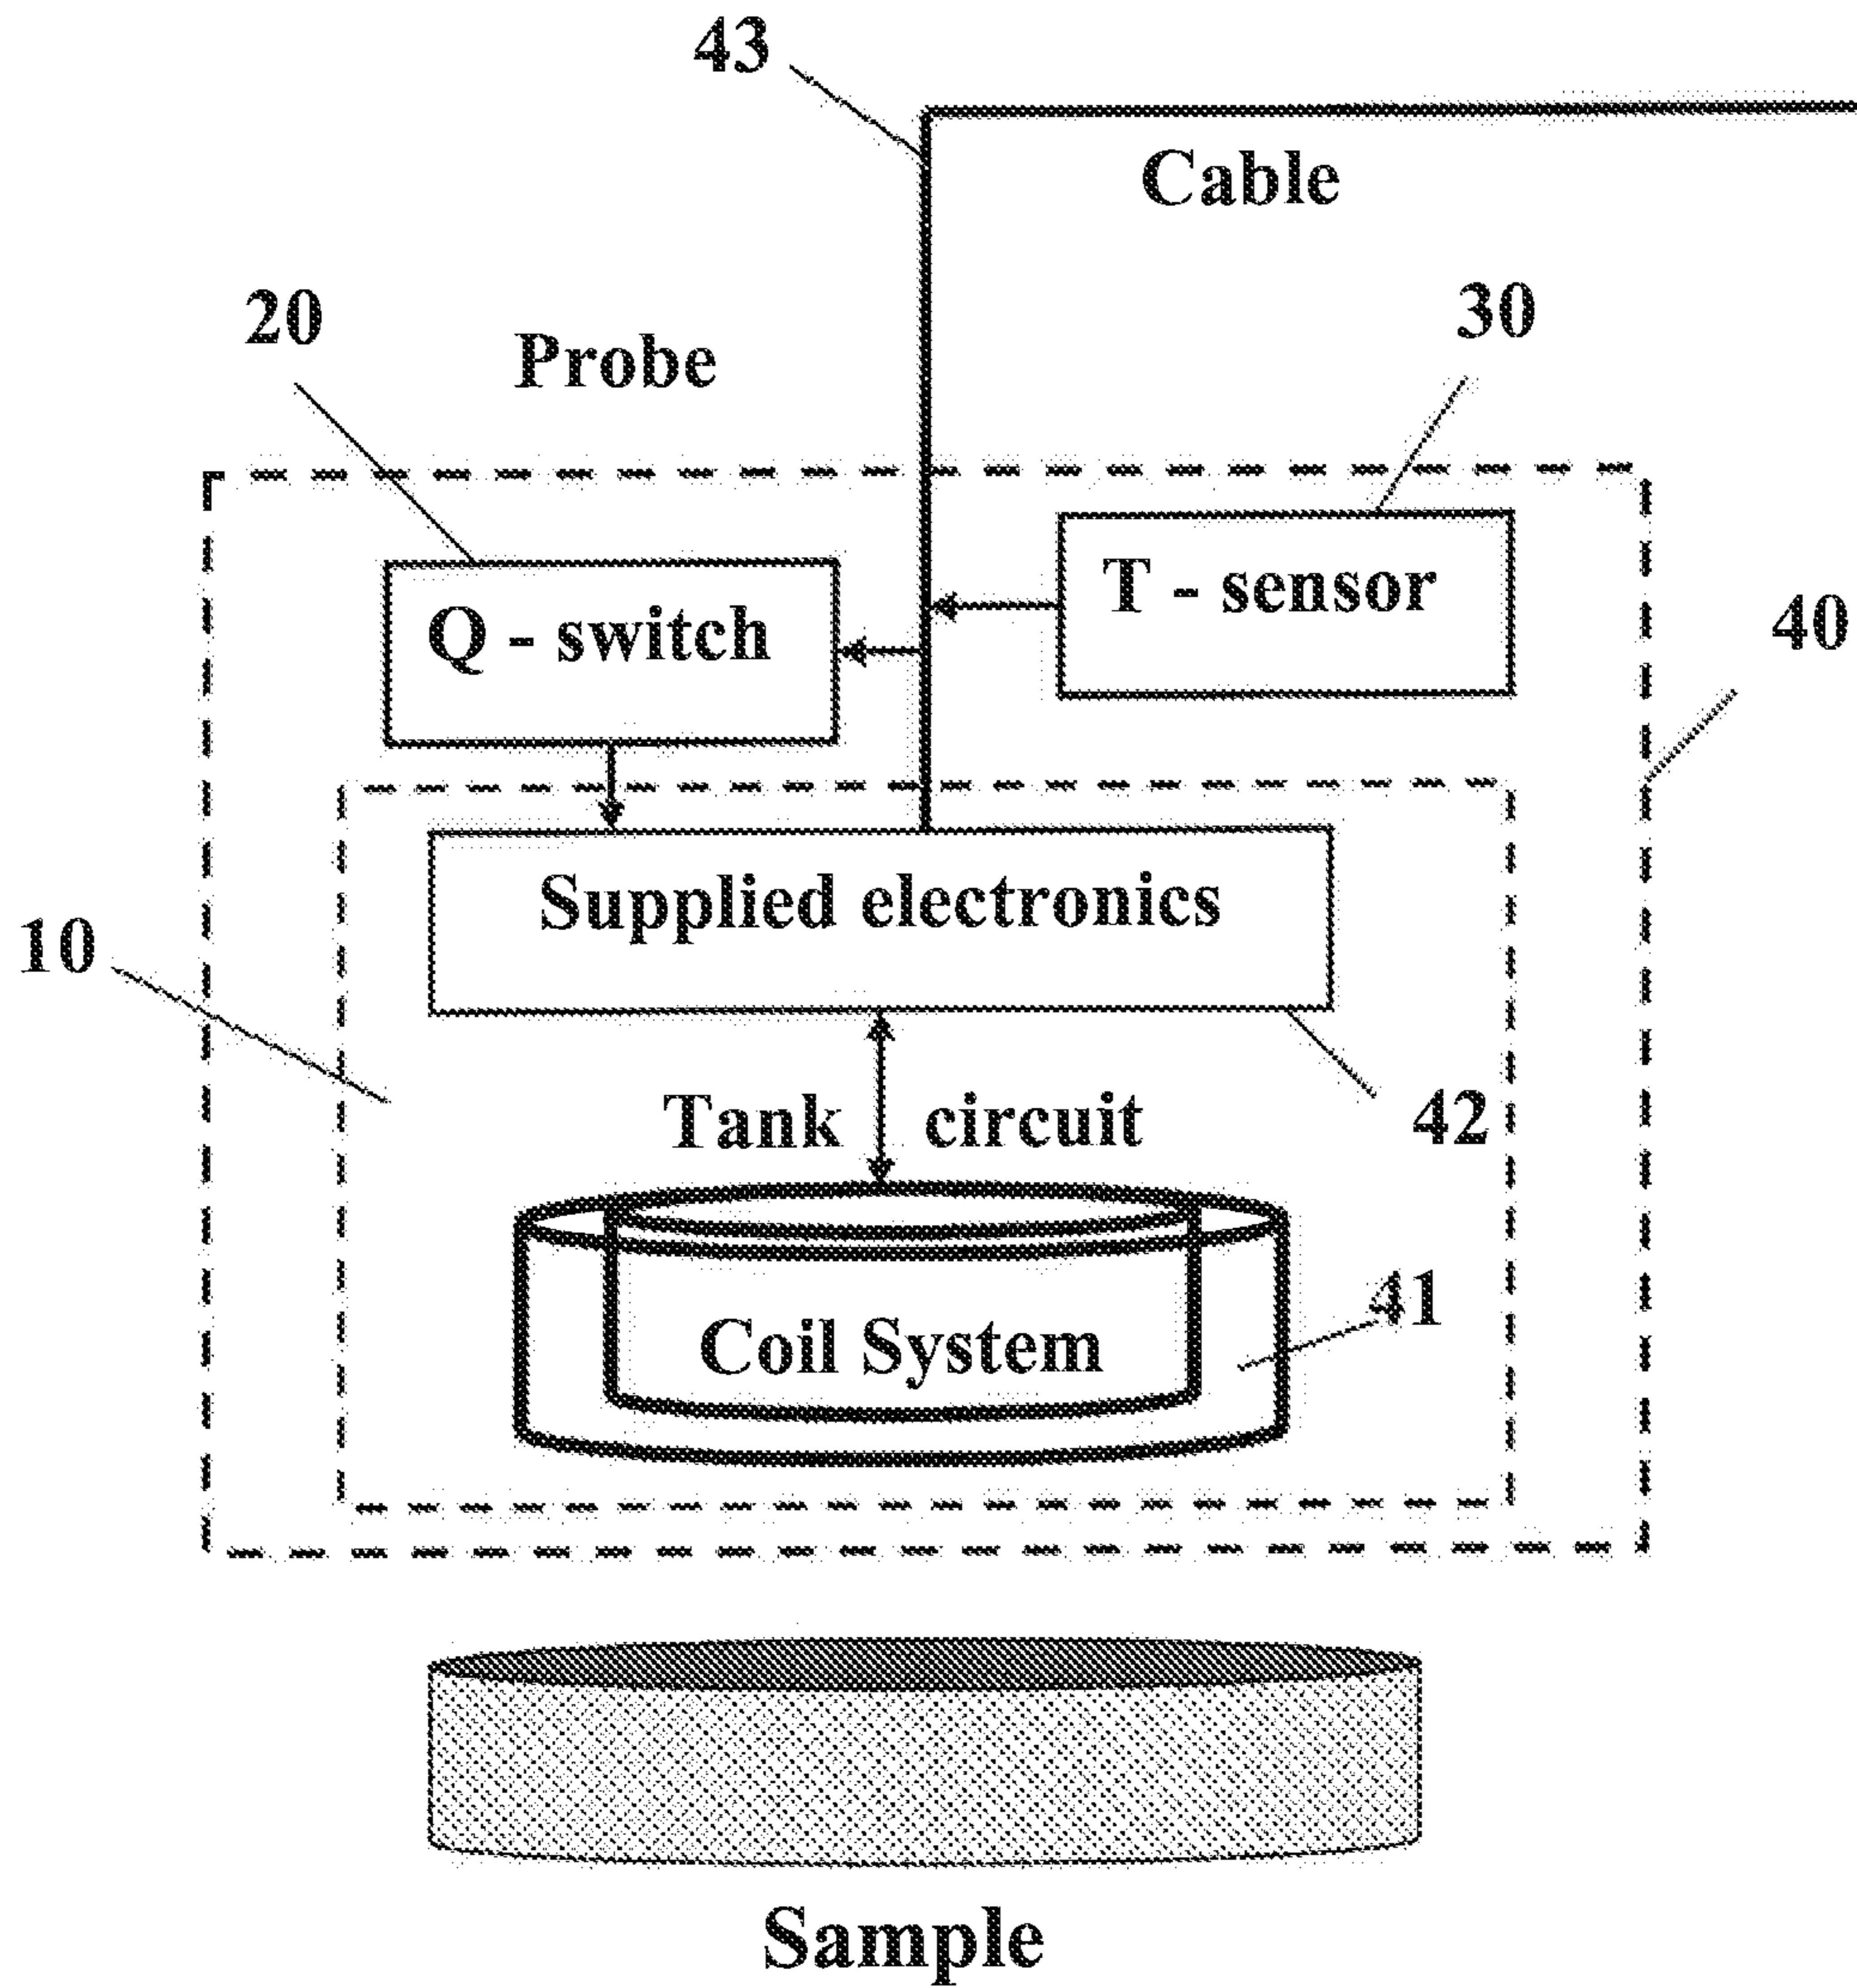 43
Cable
20
Probe
30
T - sensor
40
Q - switch
Supplied electronics
10
Tank circuit
42
41
Coil System
Sample